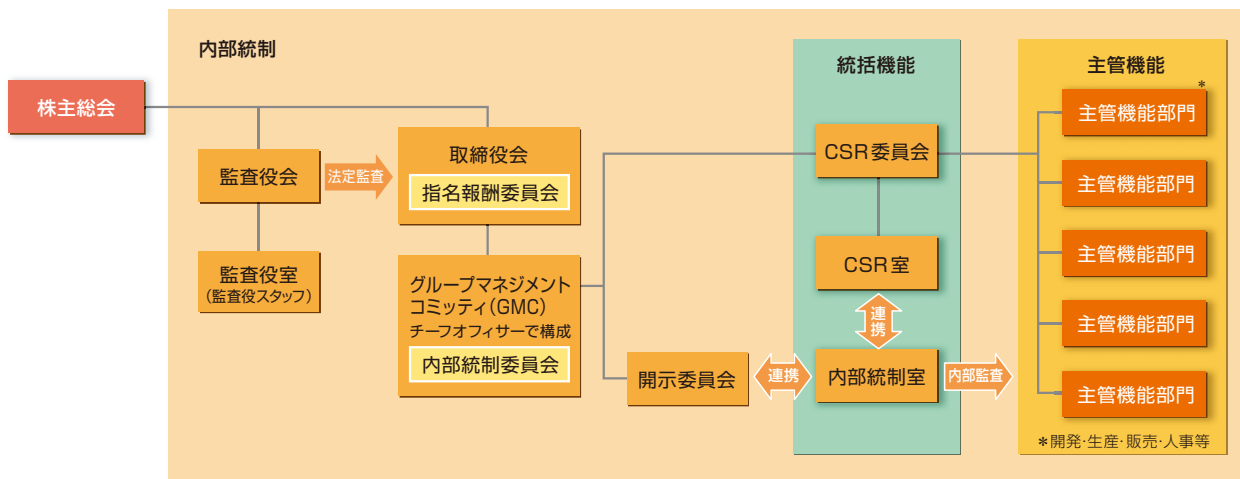 内部統制
株主総会
監査役会
法定監査
取締役会
指名報酬委員会
監査役室
(監査役スタッフ)
グループマネジメント
コミッティ(GMC)
チーフオフィサーで構成
内部統制委員会
開示委員会
連携
統括機能
CSR委員会
CSR室
連
携
内部統制室
内部監査
主管機能
*
主管機能部門
主管機能部門
主管機能部門
主管機能部門
主管機能部門
*開発・生産・販売・人事等